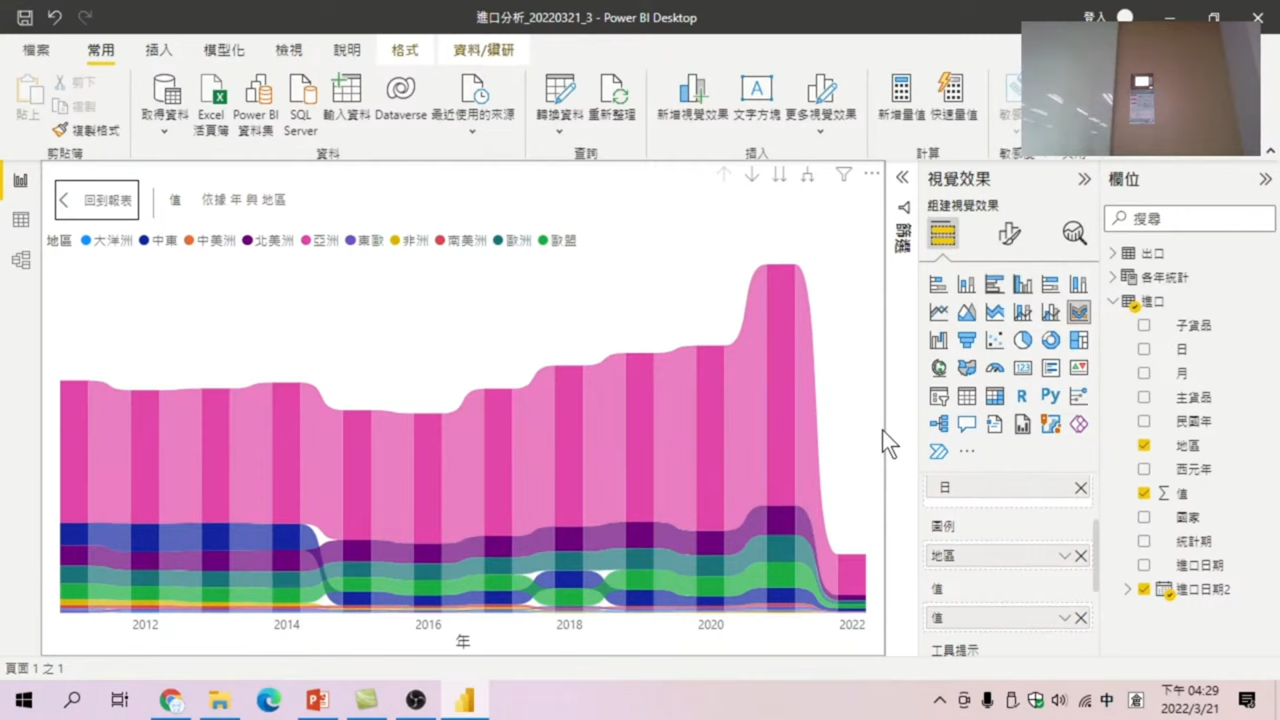 進口分析_20220321_3 - Power BI Desktop
登入
檔案 常用 插入 模型化 檢視 說明 格式 資料/鑽研
貼上
剪下
複製
複製格式
剪貼簿
取得資料
Excel 活頁簿
Power BI 資料集
SQL Server
輸入資料
Dataverse
最近使用的來源
資料
轉換資料
重新整理
查詢
新增視覺效果
文字方塊
更多視覺效果
插入
新增量值
快速量值
計算
回到報表
值 依據 年 與 地區
地區 大洋洲 中東 中美洲 北美洲 亞洲 東歐 非洲 南美洲 歐洲 歐盟
2012 2014 2016 2018 2020 2022
年
篩選
視覺效果
組建視覺效果
R Py
日
圖例
地區
值
值
工具提示
欄位
搜尋
出口
各年統計
進口
子貨品
日
月
主貨品
民國年
地區
西元年
Σ 值
國家
統計期
進口日期
進口日期2
頁面 1 之 1
中
倉
下午 04:29
2022/3/21